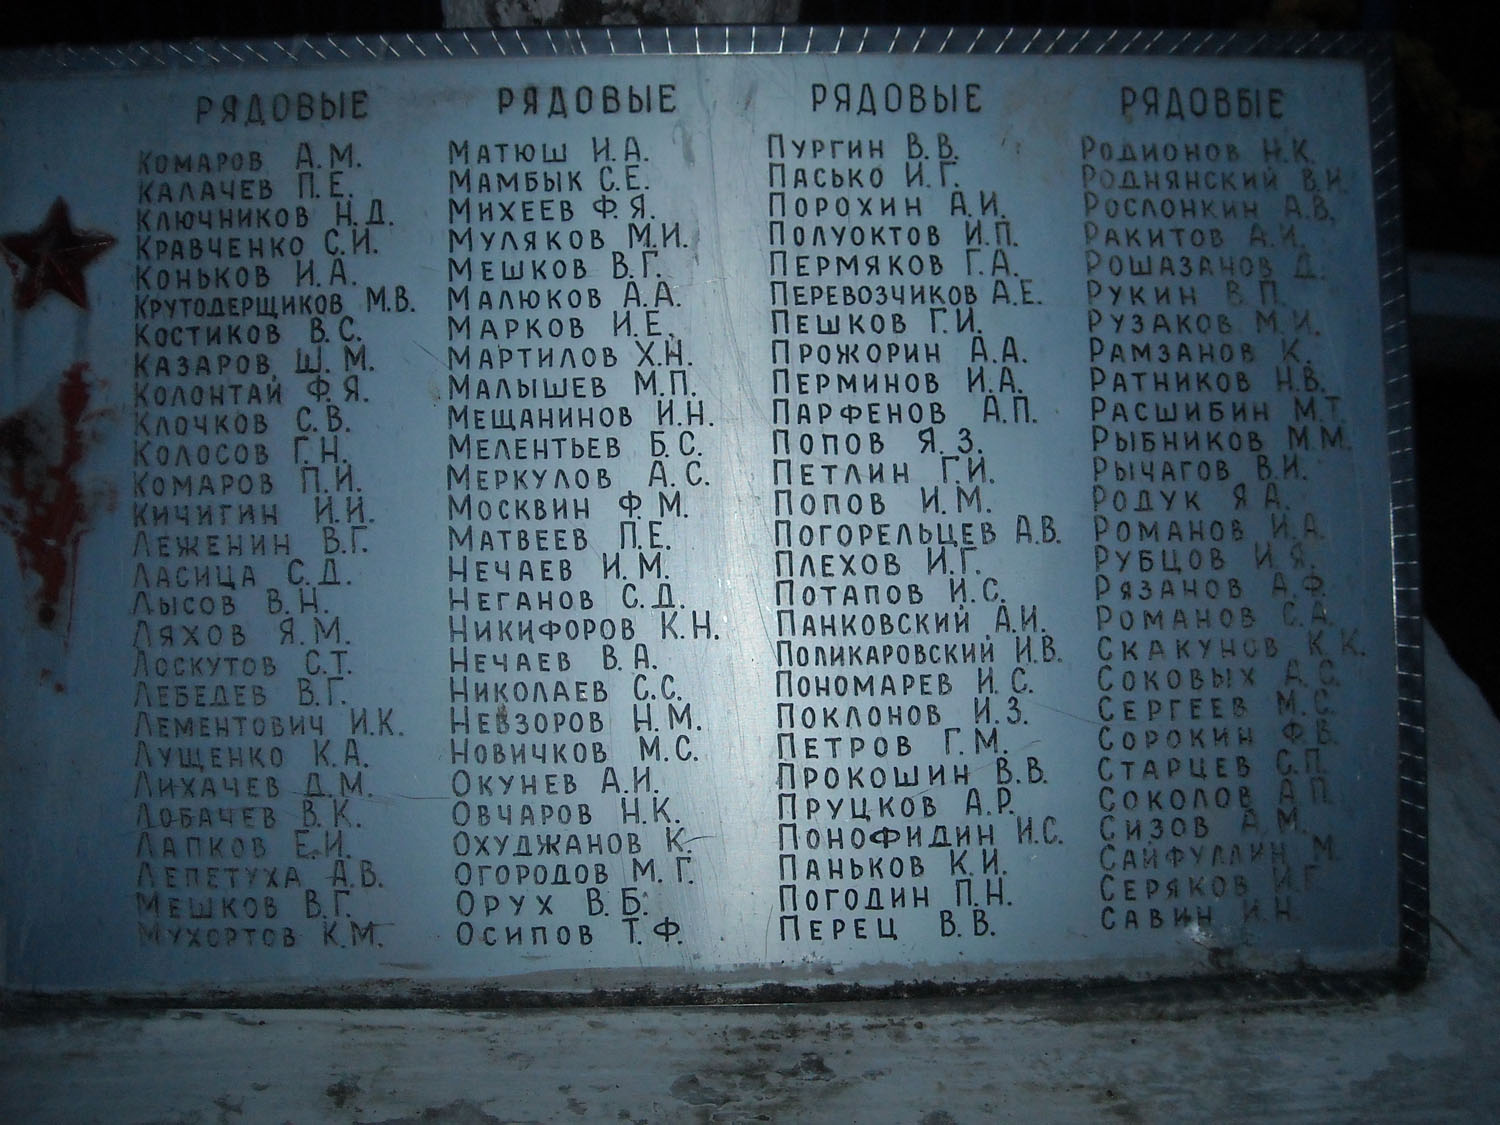 РЯДОВЫЕ
КОМАРОВ А.М.
КАЛАЧЕВ П.Е.
КЛЮЧНИКОВ Н.Д.
КРАВЧЕНКО С.И.
КОНЬКОВ И.А.
КРУТОДЕРЩИКОВ М.В.
КОСТИКОВ В.С.
КАЗАРОВ Ш.М.
КОЛОНТАЙ Ф.Я.
КЛОЧКОВ С.В.
КОЛОСОВ Г.Н.
КОМАРОВ П.И.
КИЧИГИН И.И.
ЛЕЖЕНИН В.Г.
ЛАСИЦА С.Д.
ЛЫСОВ В.Н.
ЛЯХОВ Я.М.
ЛОСКУТОВ С.Т.
ЛЕБЕДЕВ В.Г.
ЛЕМЕНТОВИЧ И.К.
ЛУЩЕНКО К.А.
ЛИХАЧЕВ Д.М.
ЛОБАЧЕВ В.К.
ЛАПКОВ Е.И.
ЛЕПЕТУХА А.В.
МЕШКОВ В.Г.
МУХОРТОВ К.М.
РЯДОВЫЕ
МАТЮШ И.А.
МАМБЫК С.Е.
МИХЕЕВ Ф.Я.
МУЛЯКОВ М.И.
МЕШКОВ В.Г.
МАЛЮКОВ А.А.
МАРКОВ И.Е.
МАРТИЛОВ Х.Н.
МАЛЫШЕВ М.П.
МЕЩАНИНОВ И.Н.
МЕЛЕНТЬЕВ Б.С.
МЕРКУЛОВ А.С.
МОСКВИН Ф.М.
МАТВЕЕВ П.Е.
НЕЧАЕВ И.М.
НЕГАНОВ С.Д.
НИКИФОРОВ К.Н.
НЕЧАЕВ В.А.
НИКОЛАЕВ С.С.
НЕВЗОРОВ Н.М.
НОВИЧКОВ М.С.
ОКУНЕВ А.И.
ОВЧАРОВ Н.К.
ОХУДЖАНОВ К.
ОГОРОДОВ М.Г.
ОРУХ В.Б.
ОСИПОВ Т.Ф.
РЯДОВЫЕ
ПУРГИН В.В.
ПАСЬКО И.Г.
ПОРОХИН А.И.
ПОЛУОКТОВ И.П.
ПЕРМЯКОВ Г.А.
ПЕРЕВОЗЧИКОВ А.Е.
ПЕШКОВ Г.И.
ПРОЖОРИН А.А.
ПЕРМИНОВ И.А.
ПАРФЕНОВ А.П.
ПОПОВ Я.З.
ПЕТЛИН Г.И.
ПОПОВ И.М.
ПОГОРЕЛЬЦЕВ А.В.
ПЛЕХОВ И.Г.
ПОТАПОВ И.С.
ПАНКОВСКИЙ А.И.
ПОЛИКАРОВСКИЙ И.В.
ПОНОМАРЕВ И.С.
ПОКЛОНОВ И.З.
ПЕТРОВ Г.М.
ПРОКОШИН В.В.
ПРУЦКОВ А.Р.
ПОНОФИДИН И.С.
ПАНЬКОВ К.И.
ПОГОДИН П.Н.
ПЕРЕЦ В.В.
РЯДОВЫЕ
РОДИОНОВ Н.К.
РОДНЯНСКИЙ В.И.
РОСЛОНКИН А.В.
РАКИТОВ А.И.
РОШАЗАНОВ Д.
РУКИН В.П.
РУЗАКОВ М.И.
РАМЗАНОВ К.
РАТНИКОВ Н.В.
РАСШИБИН М.Т.
РЫБНИКОВ М.М.
РЫЧАГОВ В.И.
РОДУК Я.А.
РОМАНОВ И.А.
РУБЦОВ И.Я.
РЯЗАНОВ А.Ф.
РОМАНОВ С.А.
СКАКУНОВ К.К.
СОКОВЫХ А.С.
СЕРГЕЕВ М.С.
СОРОКИН Ф.В.
СТАРЦЕВ С.П.
СОКОЛОВ А.П.
СИЗОВ А.М.
САЙФУЛЛИН М.
СЕРЯКОВ И.Г.
САВИН И.Н.